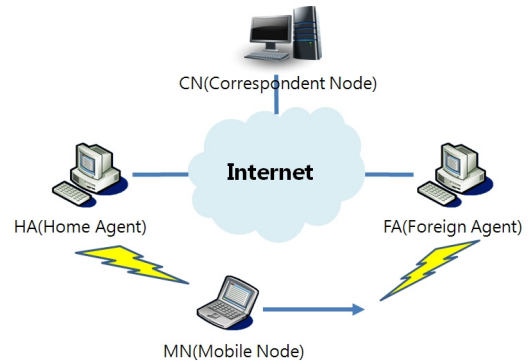 CN(Correspondent Node)
Internet
HA(Home Agent)
FA(Foreign Agent)
MN(Mobile Node)